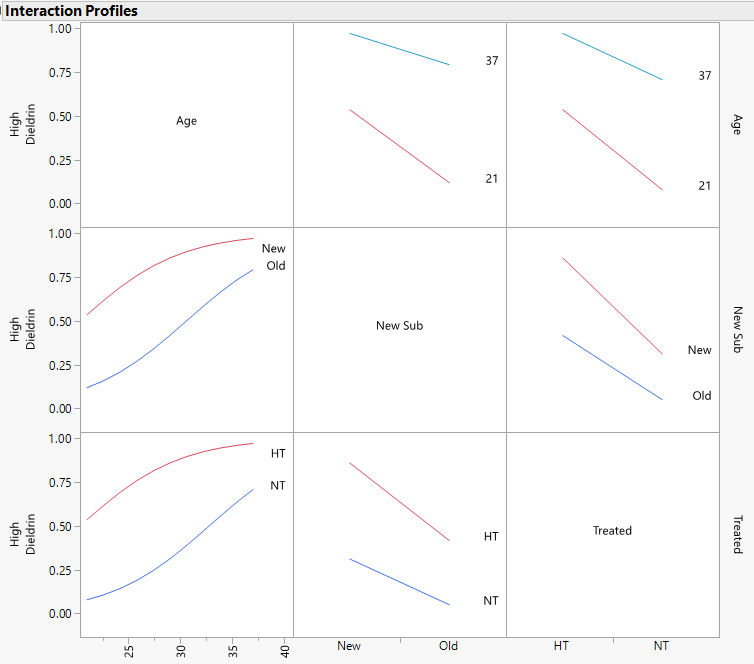 Interaction Profiles
1.00
0.75
0.50
0.25
0.00
High
Dieldrin
Age
37
21
37
21
Age
1.00
0.75
0.50
0.25
0.00
High
Dieldrin
New
Old
New Sub
New
Old
New Sub
1.00
0.75
0.50
0.25
0.00
High
Dieldrin
HT
NT
HT
NT
Treated
Treated
25
30
35
40
New
Old
HT
NT